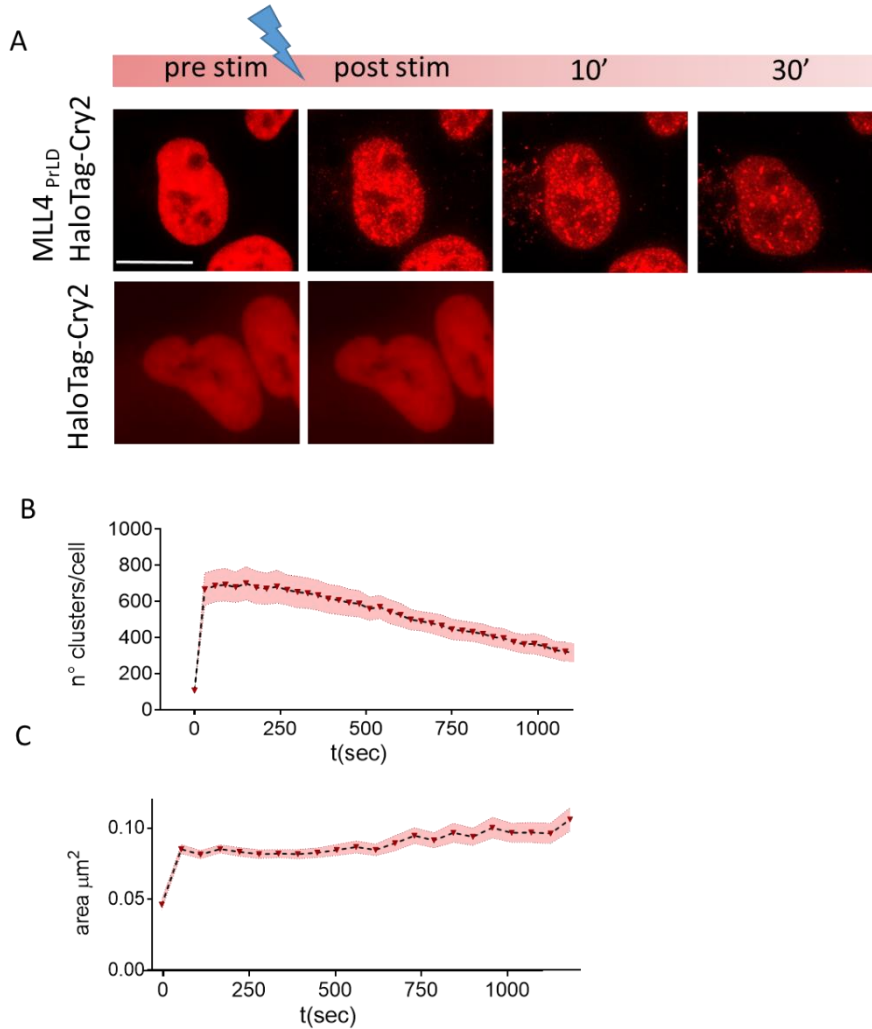 A
pre stim
post stim
10’
30’
MLL4 PrLD
HaloTag-Cry2
HaloTag-Cry2
B
1000
800
600
400
200
0
n° clusters/cell
0
250
500
750
1000
t(sec)
C
0.10
0.05
0.00
area μm²
0
250
500
750
1000
t(sec)